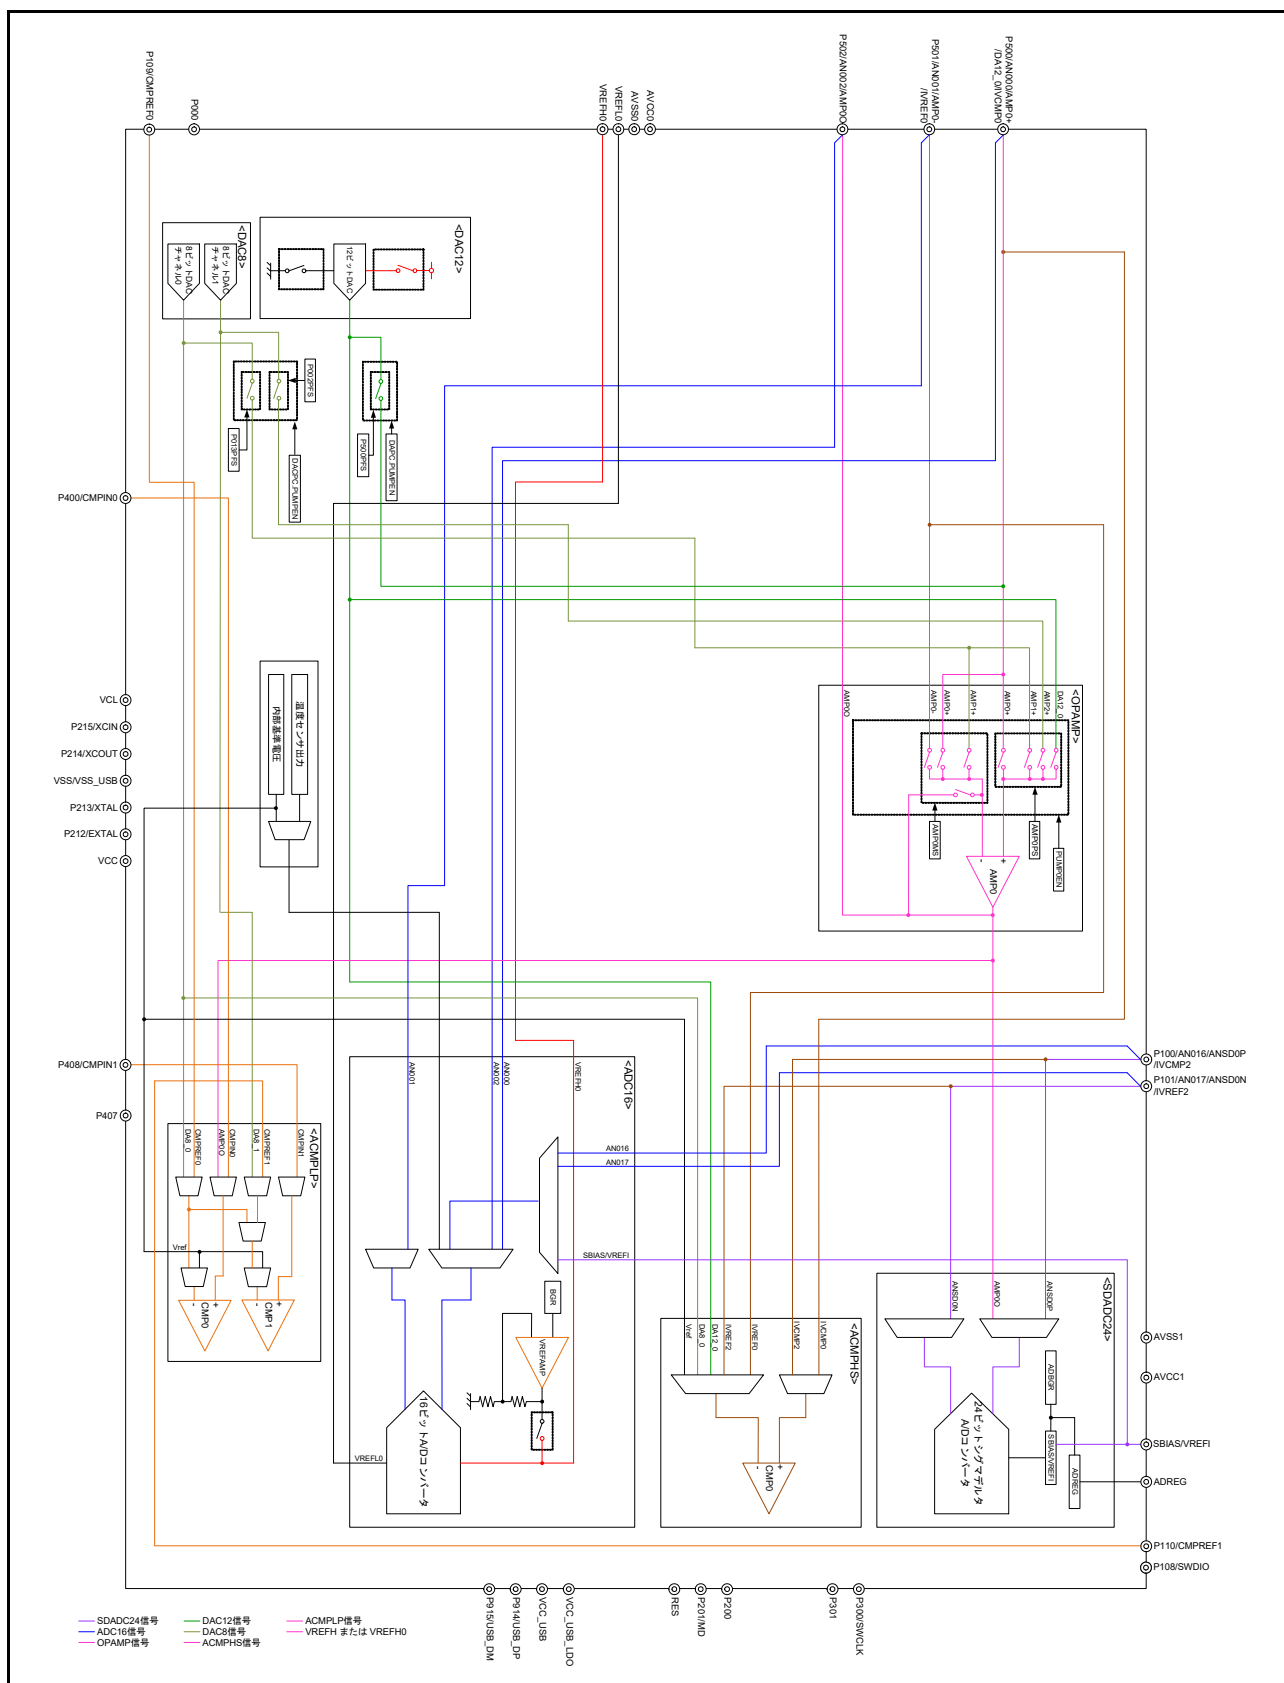 P109/CMPREF0
P000
VREFH0
VREFL0
AVSS0
AVCC0
P502/AN002/AMP0O
P501/AN001/AMP0-
/IVREF0
P500/AN000/AMP0+
/DA12_0/IVCMP0
<DAC8>
8ビットDAC
チャネル0
8ビットDAC
チャネル1
<DAC12>
12ビットDAC
P002PFS
P013PFS
DACPC.PUMPEN
P500PFS
DAPC.PUMPEN
P400/CMPIN0
VCL
P215/XCIN
P214/XCOUT
VSS/VSS_USB
P213/XTAL
P212/EXTAL
VCC
P408/CMPIN1
P407
温度センサ出力
内部基準電圧
<OPAMP>
AMP0O
AMP0-
AMP0+
AMP1+
AMP0+
AMP1+
AMP2+
DA12_0
AMP0MS
AMP0PS
PUMP0EN
- +
AMP0
<ACMPLP>
DA8_0
CMPREF0
AMP0O
CMPIN0
DA8_1
CMPREF1
CMPIN1
Vref
- +
CMP0
- +
CMP1
<ADC16>
AN001
AN002
AN000
VREFH0
AN016
AN017
SBIAS/VREFI
BGR
VREFAMP
VREFL0
16ビットA/Dコンバータ
<ACMPHS>
Vref
DA8_0
DA12_0
IVREF2
IVREF0
IVCMP2
IVCMP0
- +
CMP0
<SDADC24>
ANSD0N
AMP0O
ANSD0P
ADBGR
SBIAS/VREFI
ADREG
24ビットシグマデルタ
A/Dコンバータ
P100/AN016/ANSD0P
/IVCMP2
P101/AN017/ANSD0N
/IVREF2
AVSS1
AVCC1
SBIAS/VREFI
ADREG
P110/CMPREF1
P108/SWDIO
P915/USB_DM
P914/USB_DP
VCC_USB
VCC_USB_LDO
RES
P201/MD
P200
P301
P300/SWCLK
SDADC24信号
ADC16信号
OPAMP信号
DAC12信号
DAC8信号
ACMPHS信号
ACMPLP信号
VREFH または VREFH0